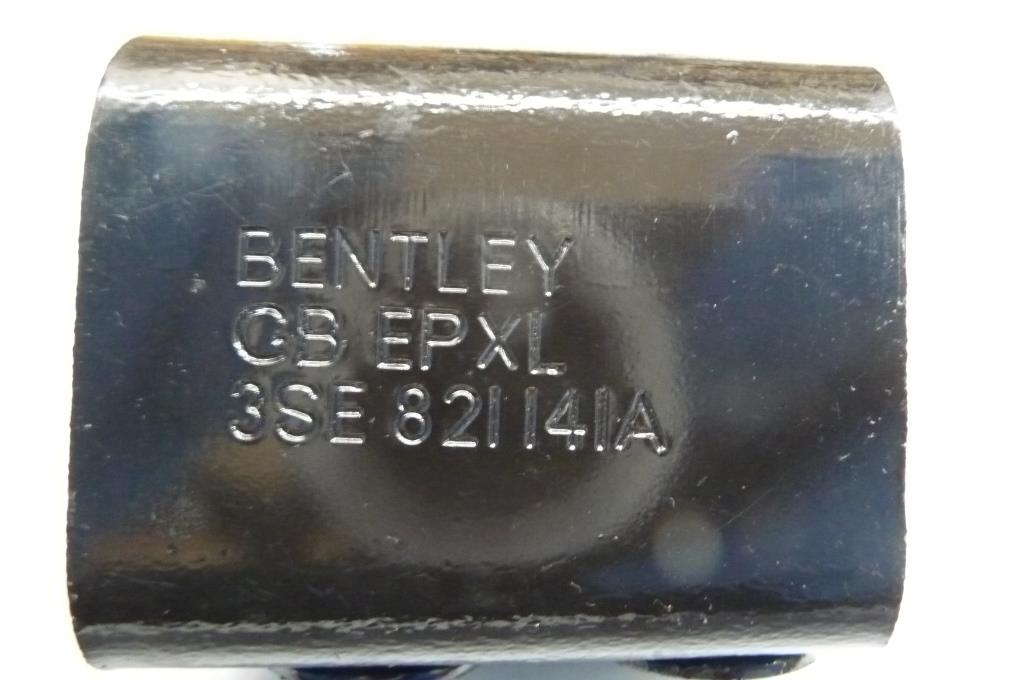 BENTLEY
GB EPXL
3SE 821 141A